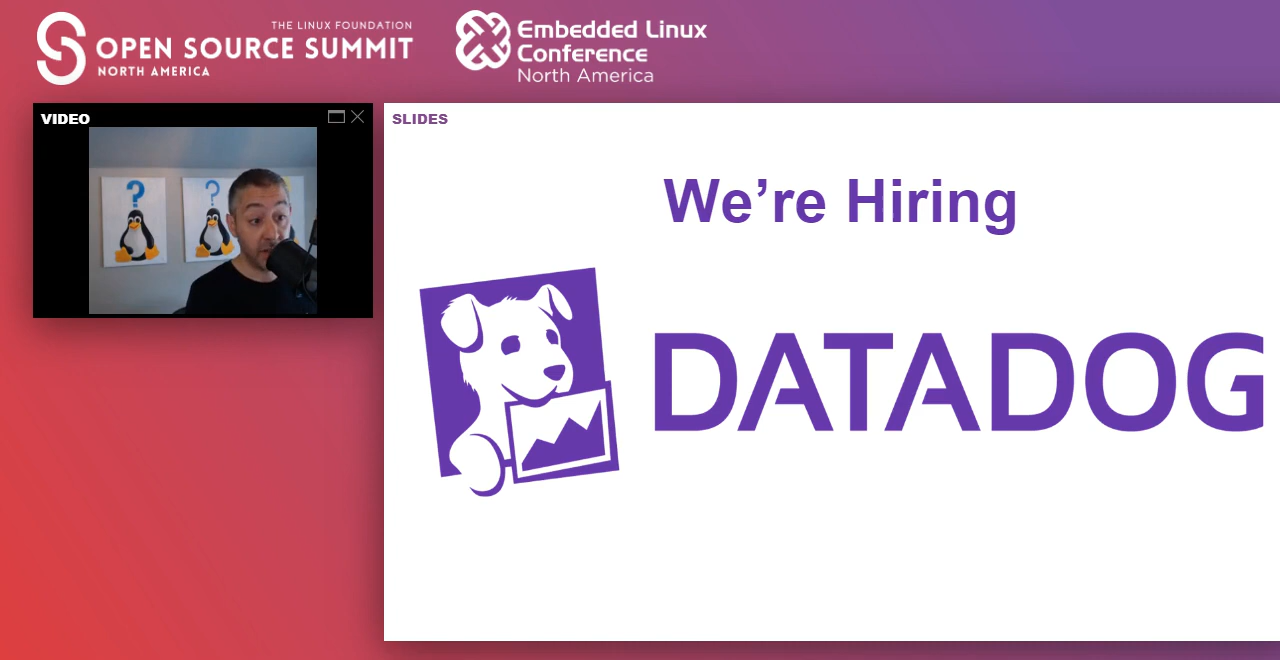 THE LINUX FOUNDATION
OPEN SOURCE SUMMIT
NORTH AMERICA
Embedded Linux
Conference
North America
VIDEO
SLIDES
?
?
We’re Hiring
DATADOG